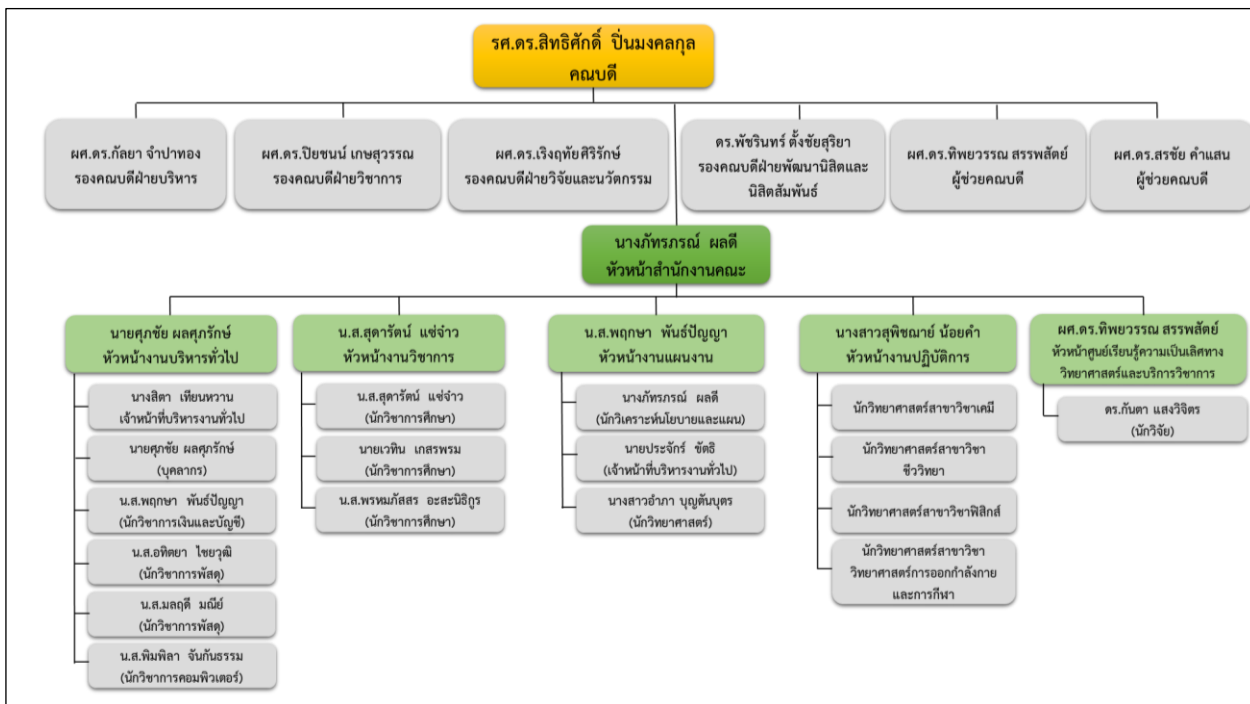 รศ.ดร.สิทธิศักดิ์ ปิ่นมงคลกุล
คณบดี
ผศ.ดร.กัลยา จำปาทอง
รองคณบดีฝ่ายบริหาร
ผศ.ดร.ปิยชนน์ เกษสุวรรณ
รองคณบดีฝ่ายวิชาการ
ผศ.ดร.เริงฤทัยศิริรักษ์
รองคณบดีฝ่ายวิจัยและนวัตกรรม
ดร.พัชรินทร์ ตั้งชัยสุริยา
รองคณบดีฝ่ายพัฒนานิสิตและ
นิสิตสัมพันธ์
ผศ.ดร.ทิพยวรรณ สรรพสัตย์
ผู้ช่วยคณบดี
ผศ.ดร.สรชัย คำแสน
ผู้ช่วยคณบดี
นางภัทรภรณ์ ผลดี
หัวหน้าสำนักงานคณะ
นายศุภชัย ผลศุภรักษ์
หัวหน้างานบริหารทั่วไป
นางสิตา เทียนหวาน
เจ้าหน้าที่บริหารงานทั่วไป
นายศุภชัย ผลศุภรักษ์
(บุคลากร)
น.ส.พฤกษา พันธ์ปัญญา
(นักวิชาการเงินและบัญชี)
น.ส.อทิตยา ไชยวุฒิ
(นักวิชาการพัสดุ)
น.ส.มลฤดี มณีย์
(นักวิชาการพัสดุ)
น.ส.พิมพิลา จันกันธรรม
(นักวิชาการคอมพิวเตอร์)
น.ส.สุดารัตน์ แซ่จ๋าว
หัวหน้างานวิชาการ
น.ส.สุดารัตน์ แซ่จ๋าว
(นักวิชาการศึกษา)
นายเวทิน เกสรพรม
(นักวิชาการศึกษา)
น.ส.พรหมภัสสร อะสะนิธิกูร
(นักวิชาการศึกษา)
น.ส.พฤกษา พันธ์ปัญญา
หัวหน้างานแผนงาน
นางภัทรภรณ์ ผลดี
(นักวิเคราะห์นโยบายและแผน)
นายประจักร์ ขัตธิ
(เจ้าหน้าที่บริหารงานทั่วไป)
นางสาวอำภา บุญตันบุตร
(นักวิทยาศาสตร์)
นางสาวสุพิชฌาย์ น้อยคำ
หัวหน้างานปฏิบัติการ
นักวิทยาศาสตร์สาขาวิชาเคมี
นักวิทยาศาสตร์สาขาวิชา
ชีววิทยา
นักวิทยาศาสตร์สาขาวิชาฟิสิกส์
นักวิทยาศาสตร์สาขาวิชา
วิทยาศาสตร์การออกกำลังกาย
และการกีฬา
ผศ.ดร.ทิพยวรรณ สรรพสัตย์
หัวหน้าศูนย์เรียนรู้ความเป็นเลิศทาง
วิทยาศาสตร์และบริการวิชาการ
ดร.กันตา แสงวิจิตร
(นักวิจัย)